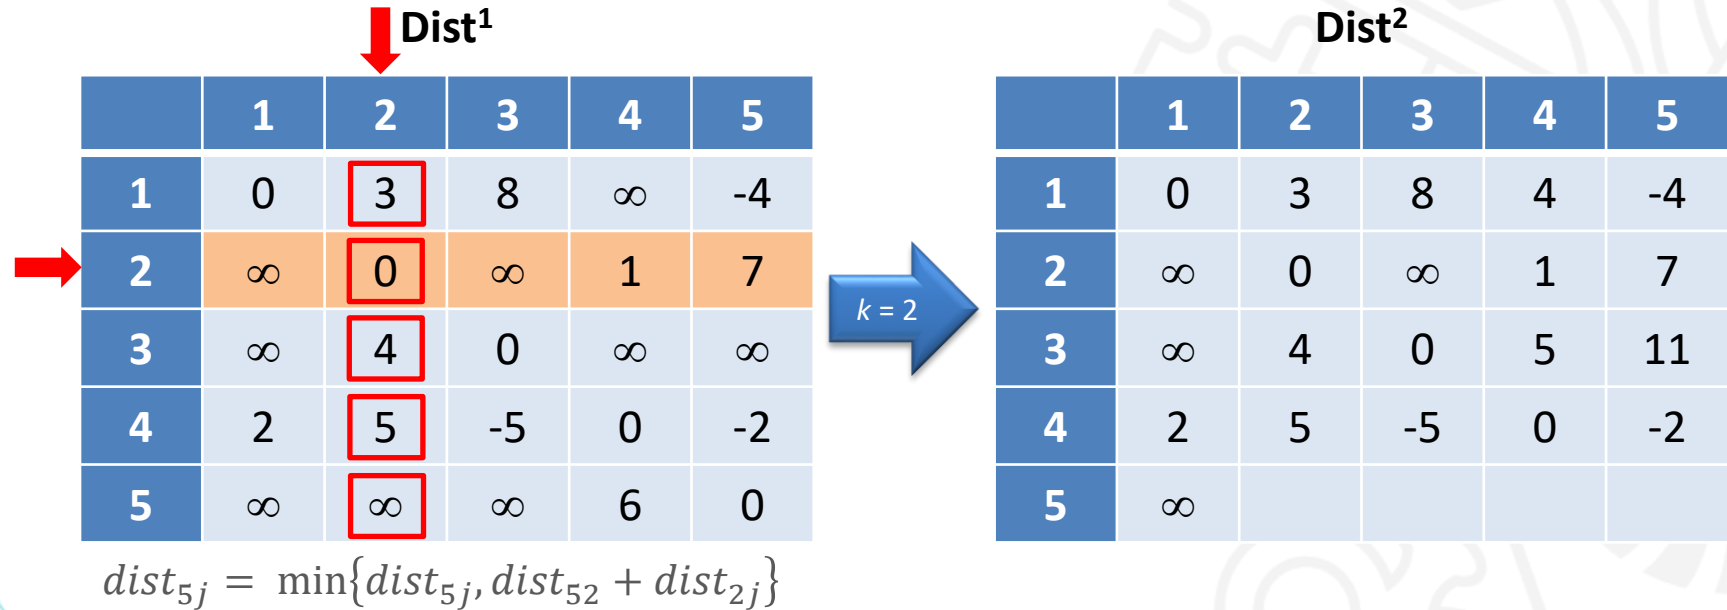 Dist¹ Dist²
1 2 3 4 5 1 2 3 4 5
1 0 3 8 ∞ -4 1 0 3 8 4 -4
2 ∞ 0 ∞ 1 7 2 ∞ 0 ∞ 1 7
k = 2
3 ∞ 4 0 ∞ ∞ 3 ∞ 4 0 5 11
4 2 5 -5 0 -2 4 2 5 -5 0 -2
5 ∞ ∞ ∞ 6 0 5 ∞
dist₅ⱼ = min{dist₅ⱼ, dist₅₂ + dist₂ⱼ}